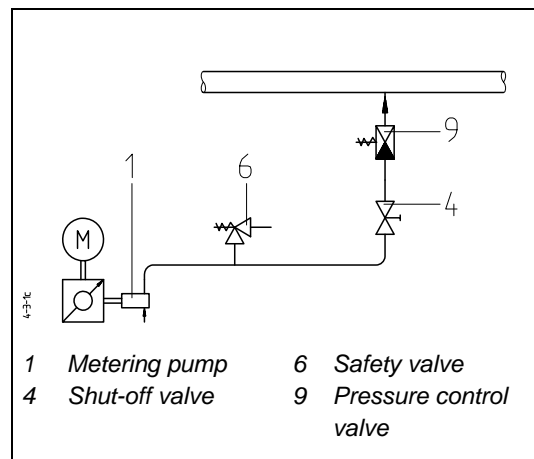 1
6
9
4
M
4-3-1c
1 Metering pump
4 Shut-off valve
6 Safety valve
9 Pressure control
valve